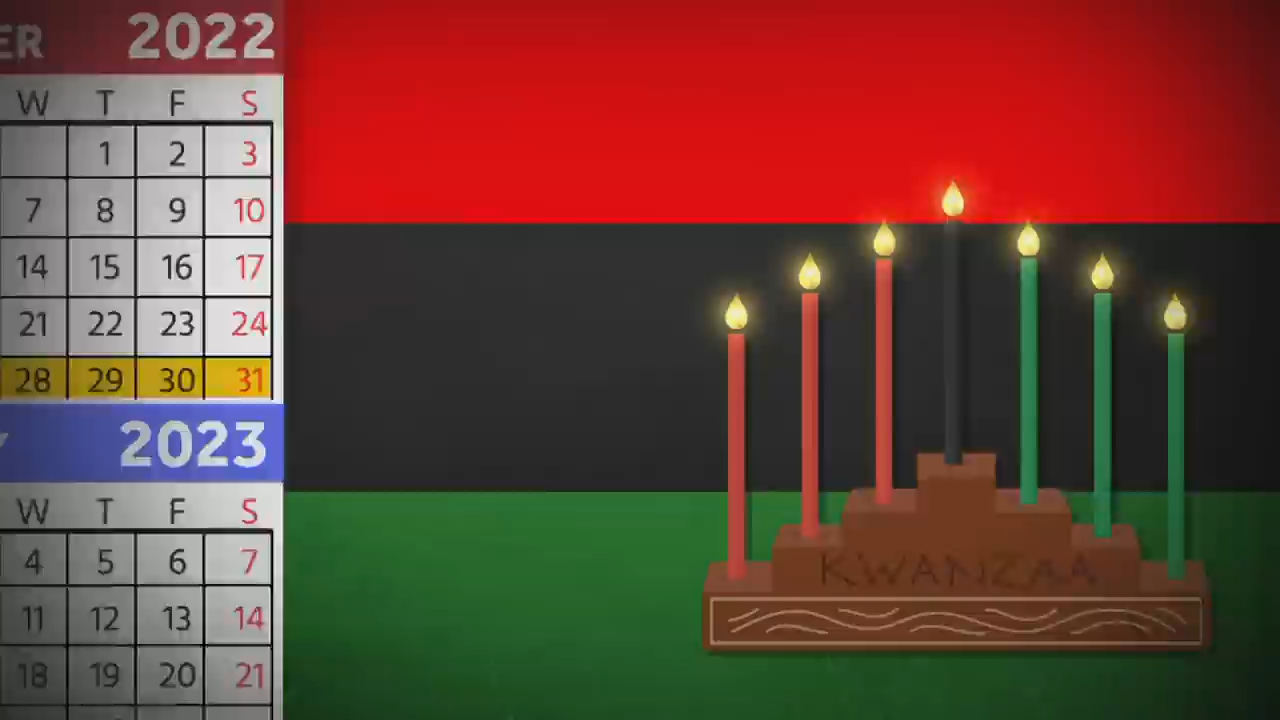 ER 2022
W T F S
1 2 3
7 8 9 10
14 15 16 17
21 22 23 24
28 29 30 31
2023
W T F S
4 5 6 7
11 12 13 14
18 19 20 21
KWANZAA